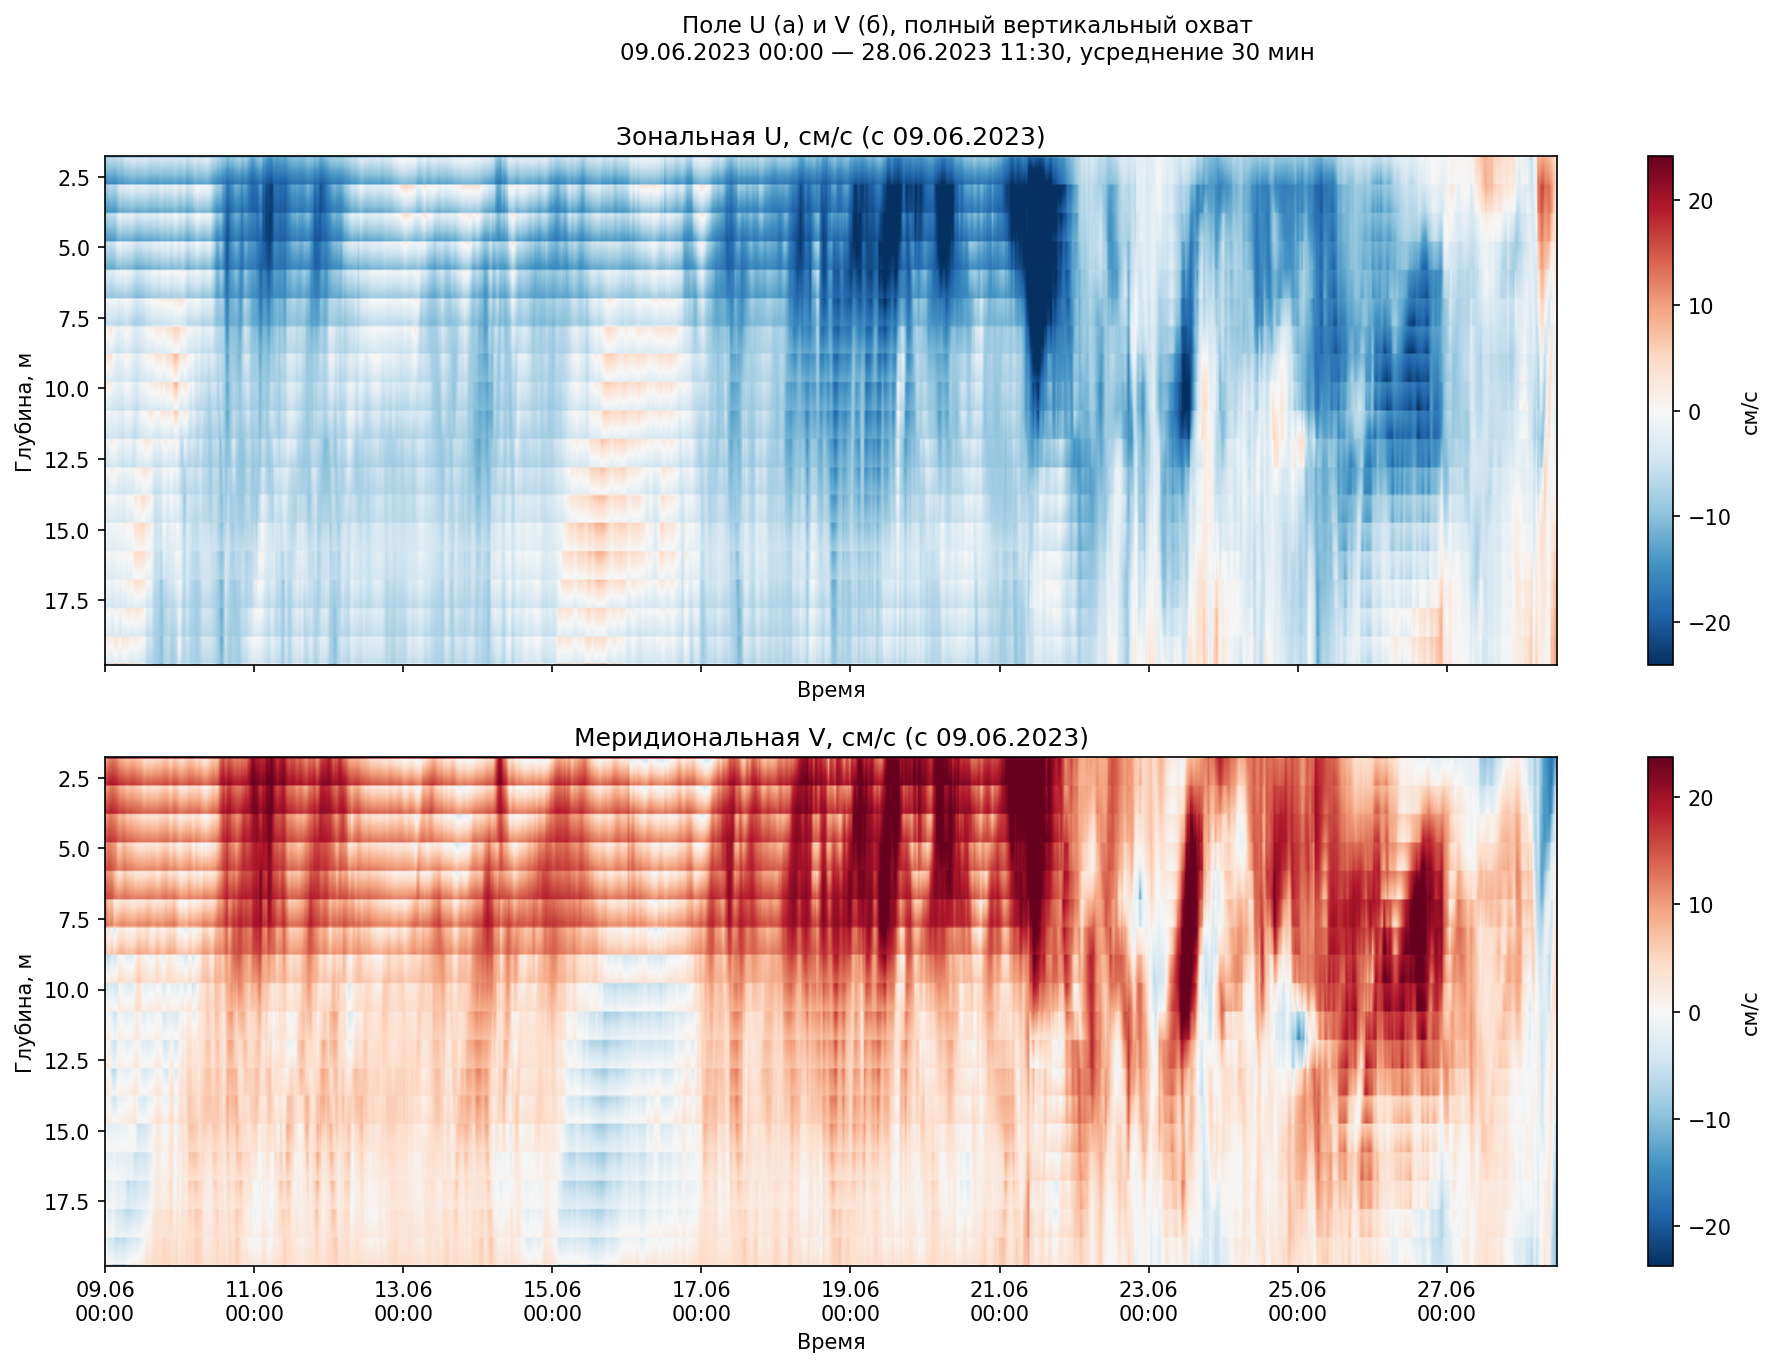 Поле U (а) и V (б), полный вертикальный охват
09.06.2023 00:00 — 28.06.2023 11:30, усреднение 30 мин
Зональная U, см/с (с 09.06.2023)
Глубина, м
2.5
5.0
7.5
10.0
12.5
15.0
17.5
Время
20
10
0
−10
−20
см/с
Меридиональная V, см/с (с 09.06.2023)
Глубина, м
2.5
5.0
7.5
10.0
12.5
15.0
17.5
09.06 11.06 13.06 15.06 17.06 19.06 21.06 23.06 25.06 27.06
00:00 00:00 00:00 00:00 00:00 00:00 00:00 00:00 00:00 00:00
Время
20
10
0
−10
−20
см/с